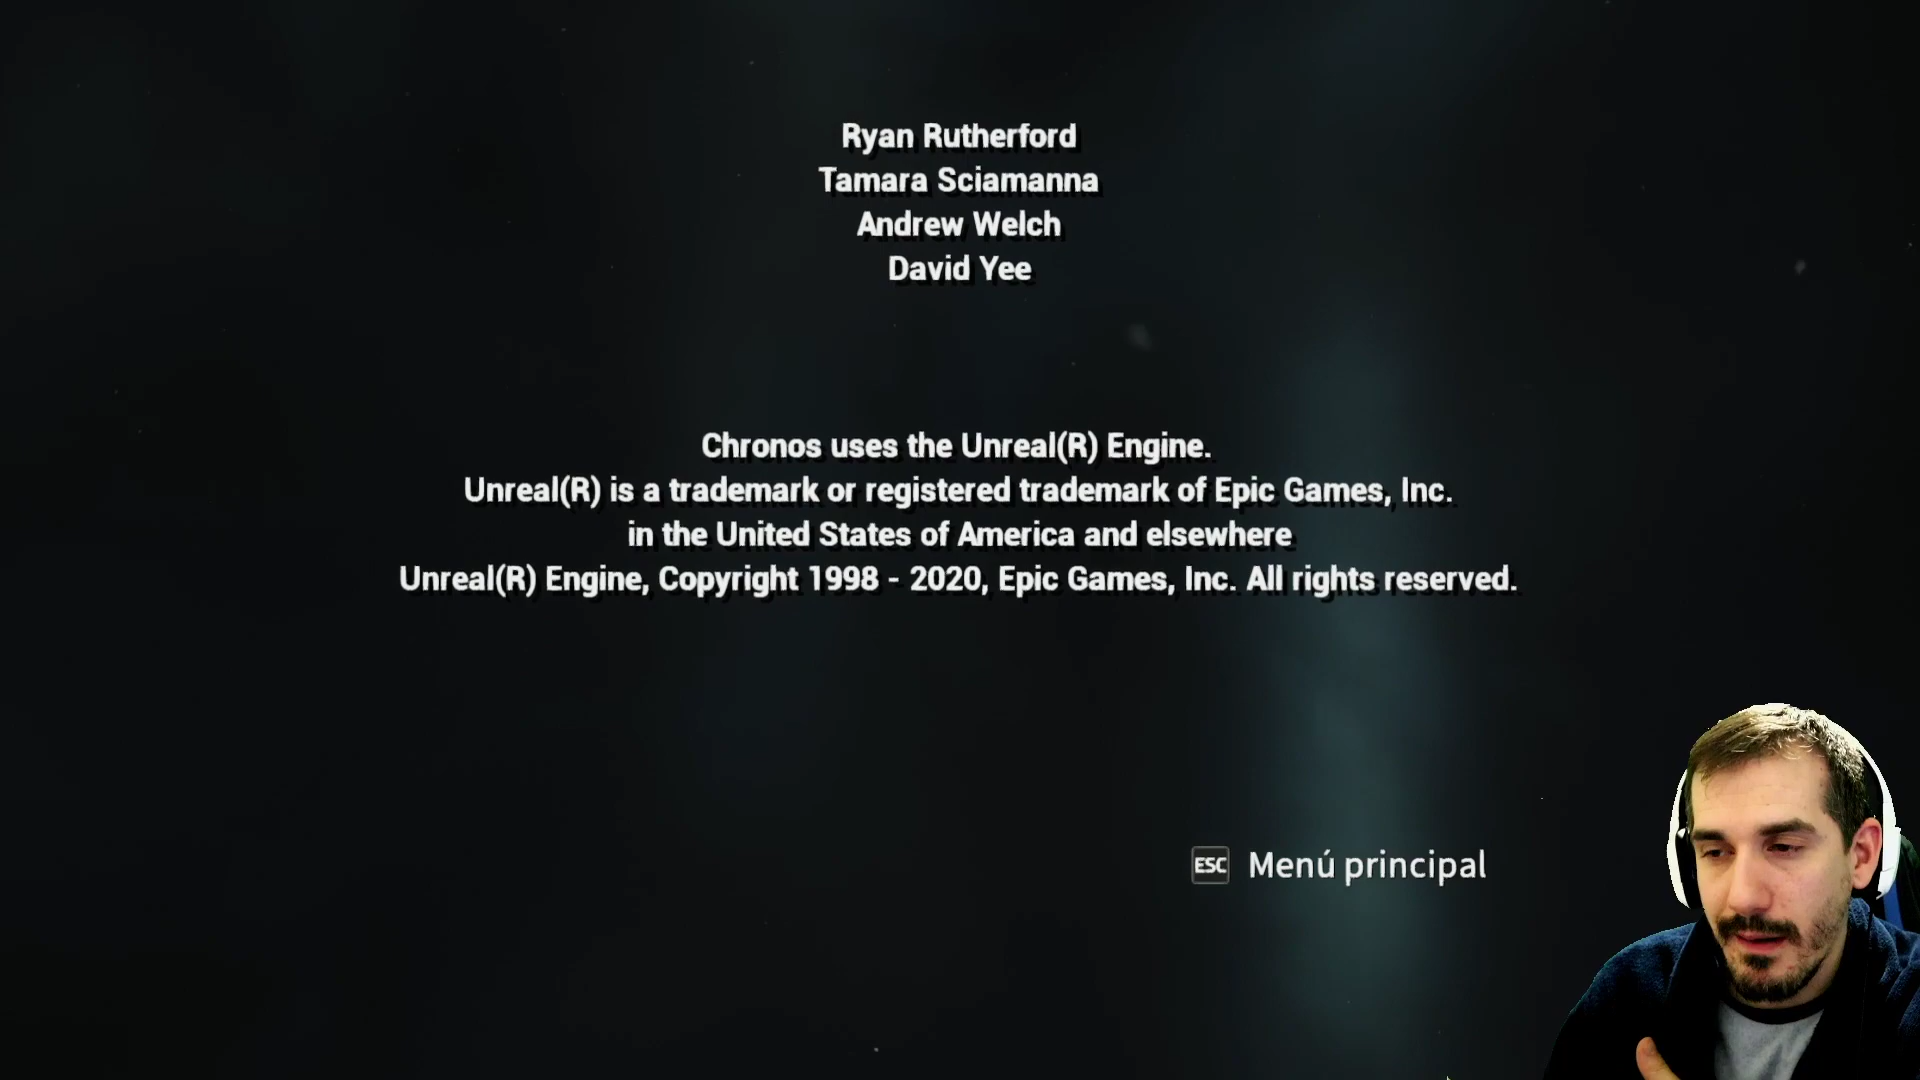 Ryan Rutherford
Tamara Sciamanna
Andrew Welch
David Yee
Chronos uses the Unreal(R) Engine.
Unreal(R) is a trademark or registered trademark of Epic Games, Inc.
in the United States of America and elsewhere
Unreal(R) Engine, Copyright 1998 - 2020, Epic Games, Inc. All rights reserved.
ESC Menú principal